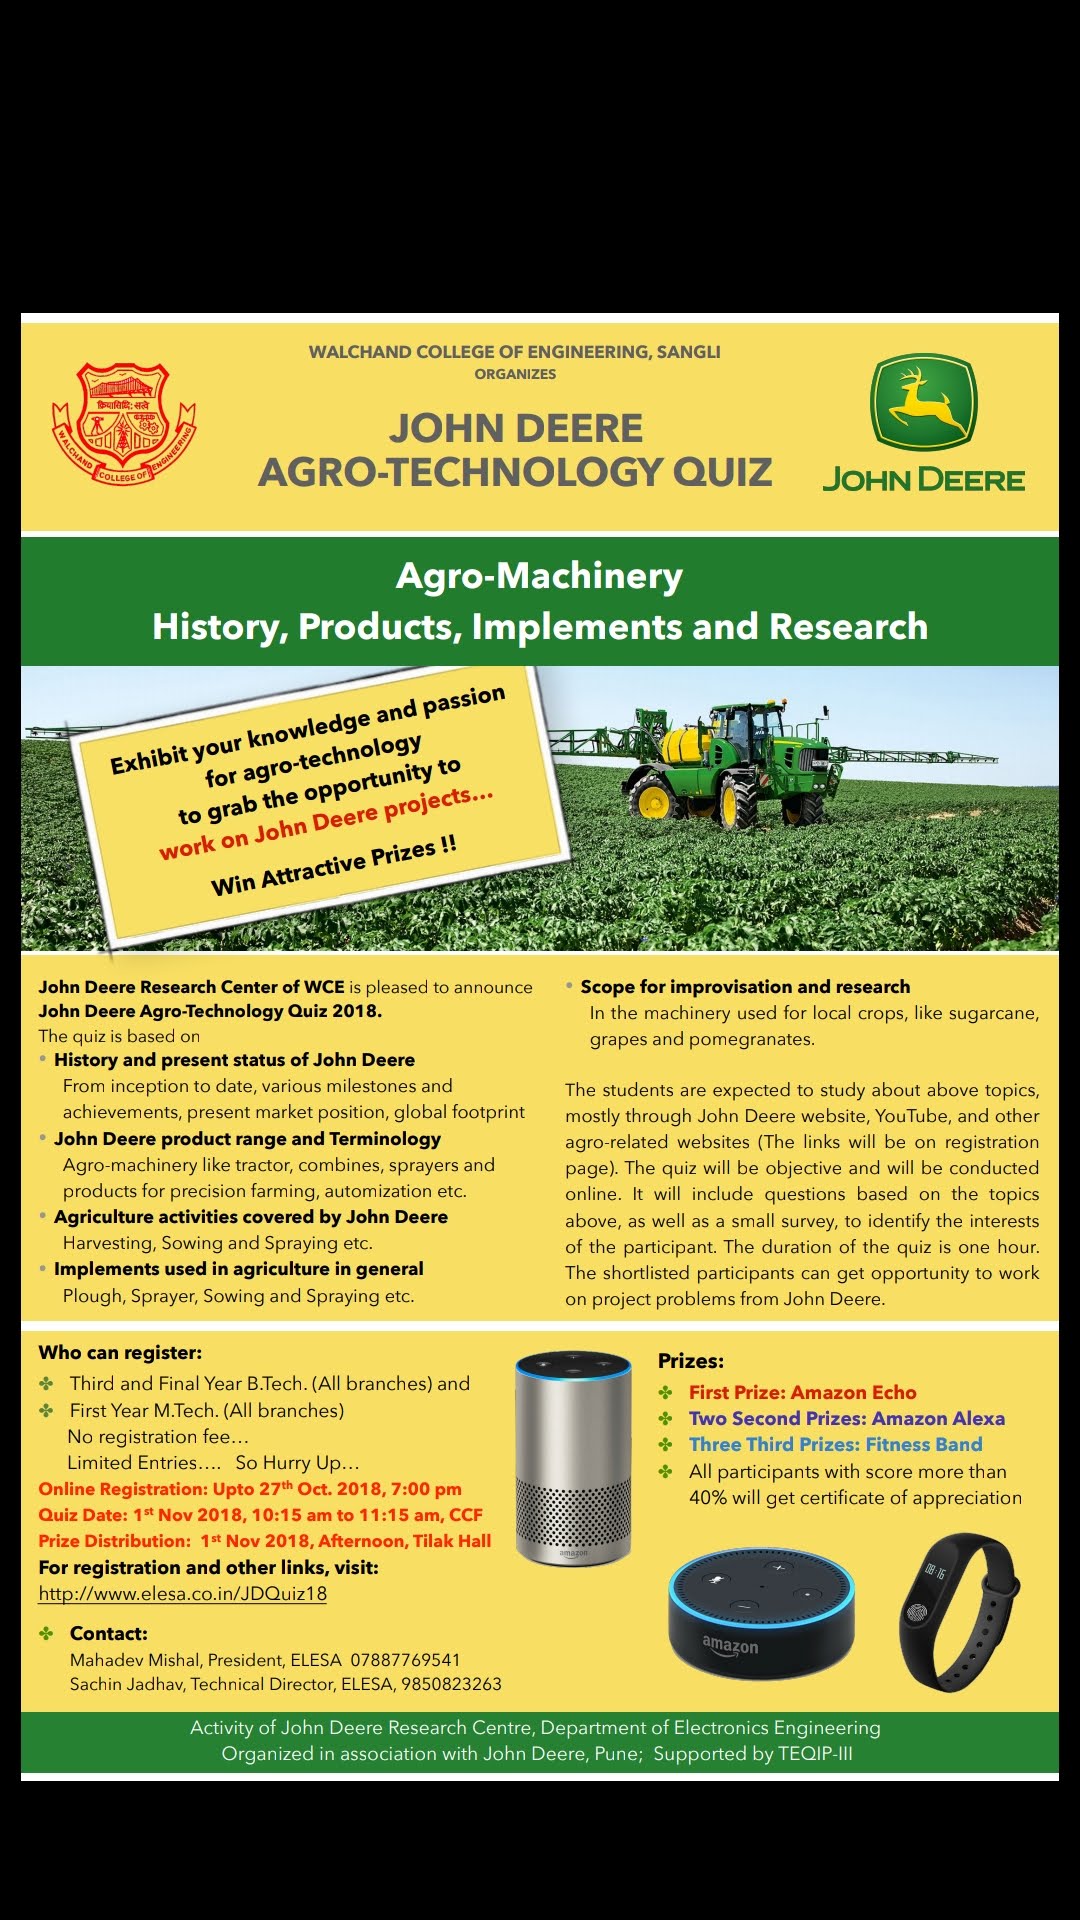 WALCHAND COLLEGE OF ENGINEERING, SANGLI
ORGANIZES
JOHN DEERE
AGRO-TECHNOLOGY QUIZ
क्रियासिद्धिः सत्वे
WALCHAND COLLEGE OF ENGINEERING
JOHN DEERE
Agro-Machinery
History, Products, Implements and Research
Exhibit your knowledge and passion
for agro-technology
to grab the opportunity to
work on John Deere projects...
Win Attractive Prizes !!
John Deere Research Center of WCE is pleased to announce
John Deere Agro-Technology Quiz 2018.
The quiz is based on
• History and present status of John Deere
From inception to date, various milestones and
achievements, present market position, global footprint
• John Deere product range and Terminology
Agro-machinery like tractor, combines, sprayers and
products for precision farming, automization etc.
• Agriculture activities covered by John Deere
Harvesting, Sowing and Spraying etc.
• Implements used in agriculture in general
Plough, Sprayer, Sowing and Spraying etc.
• Scope for improvisation and research
In the machinery used for local crops, like sugarcane,
grapes and pomegranates.
The students are expected to study about above topics,
mostly through John Deere website, YouTube, and other
agro-related websites (The links will be on registration
page). The quiz will be objective and will be conducted
online. It will include questions based on the topics
above, as well as a small survey, to identify the interests
of the participant. The duration of the quiz is one hour.
The shortlisted participants can get opportunity to work
on project problems from John Deere.
Who can register:
Third and Final Year B.Tech. (All branches) and
First Year M.Tech. (All branches)
No registration fee...
Limited Entries.... So Hurry Up...
Online Registration: Upto 27th Oct. 2018, 7:00 pm
Quiz Date: 1st Nov 2018, 10:15 am to 11:15 am, CCF
Prize Distribution: 1st Nov 2018, Afternoon, Tilak Hall
For registration and other links, visit:
http://www.elesa.co.in/JDQuiz18
Contact:
Mahadev Mishal, President, ELESA 07887769541
Sachin Jadhav, Technical Director, ELESA, 9850823263
Prizes:
First Prize: Amazon Echo
Two Second Prizes: Amazon Alexa
Three Third Prizes: Fitness Band
All participants with score more than
40% will get certificate of appreciation
amazon
amazon
08:16
Activity of John Deere Research Centre, Department of Electronics Engineering
Organized in association with John Deere, Pune; Supported by TEQIP-III